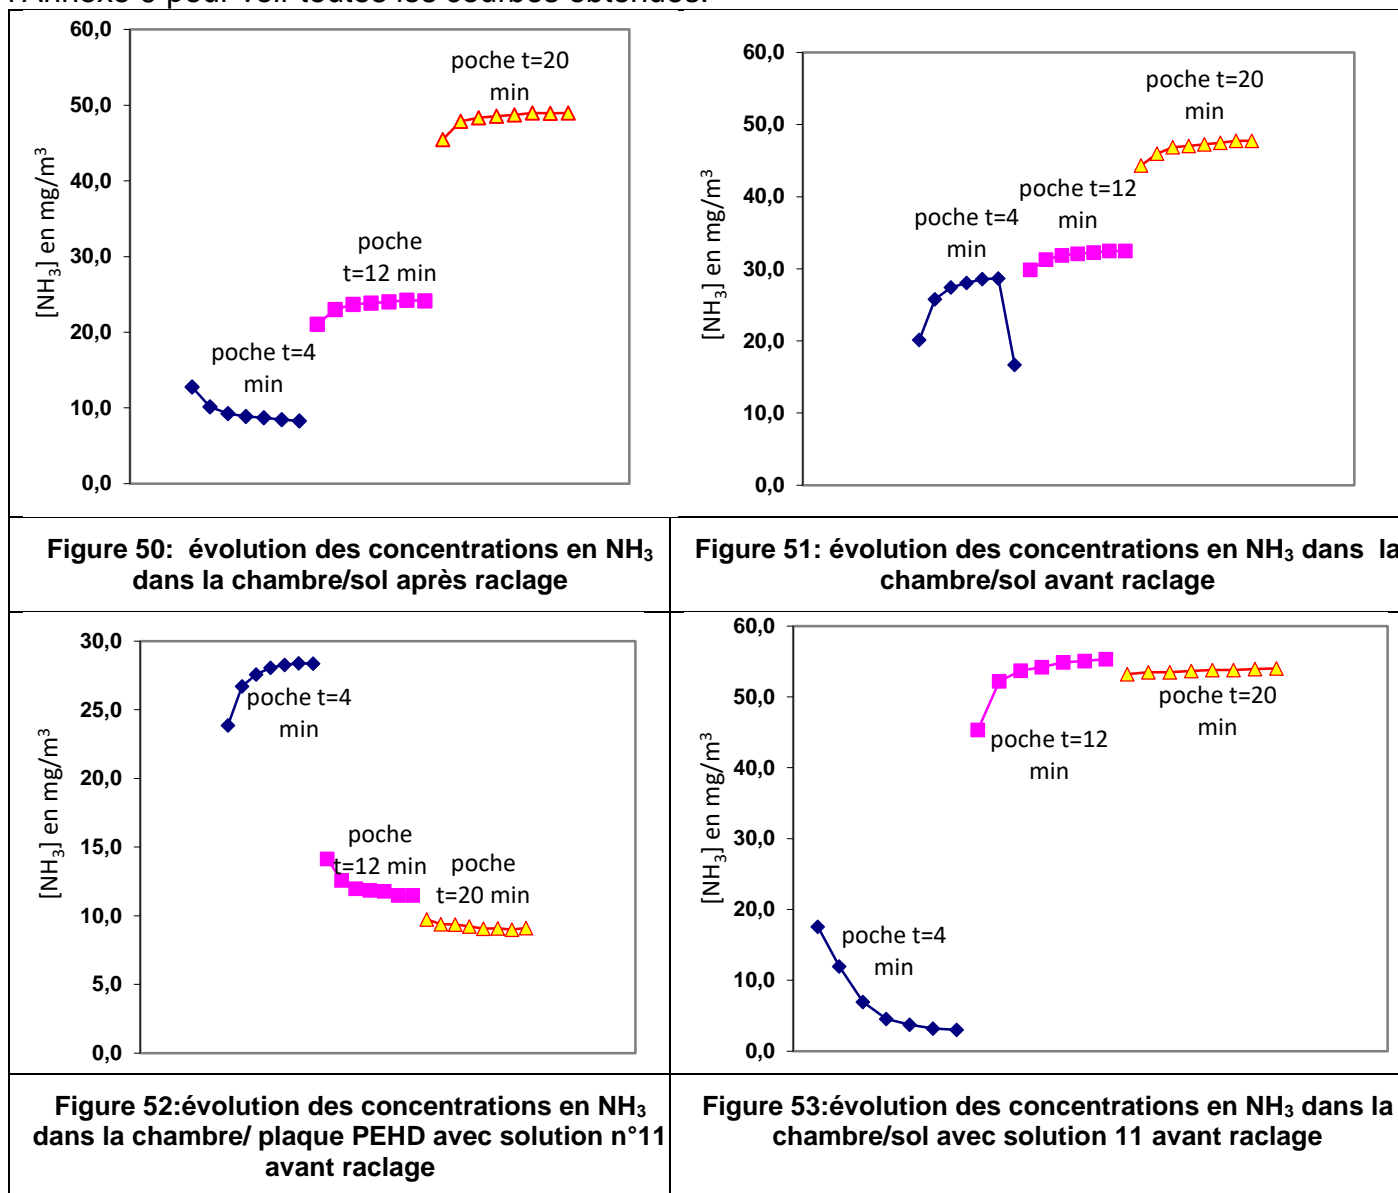 l'Annexe 6 pour voir toutes les courbes obtenues.
60,0
50,0
40,0
30,0
20,0
10,0
0,0
[NH₃] en mg/m³
poche t=4
min
poche
t=12 min
poche t=20
min
60,0
50,0
40,0
30,0
20,0
10,0
0,0
[NH₃] en mg/m³
poche t=4
min
poche t=12
min
poche t=20
min
Figure 50: évolution des concentrations en NH₃
dans la chambre/sol après raclage
Figure 51: évolution des concentrations en NH₃ dans la
chambre/sol avant raclage
30,0
25,0
20,0
15,0
10,0
5,0
0,0
[NH₃] en mg/m³
poche t=4
min
poche
t=12 min
poche
t=20 min
60,0
50,0
40,0
30,0
20,0
10,0
0,0
[NH₃] en mg/m³
poche t=4
min
poche t=12
min
poche t=20
min
Figure 52:évolution des concentrations en NH₃
dans la chambre/ plaque PEHD avec solution n°11
avant raclage
Figure 53:évolution des concentrations en NH₃ dans la
chambre/sol avec solution 11 avant raclage